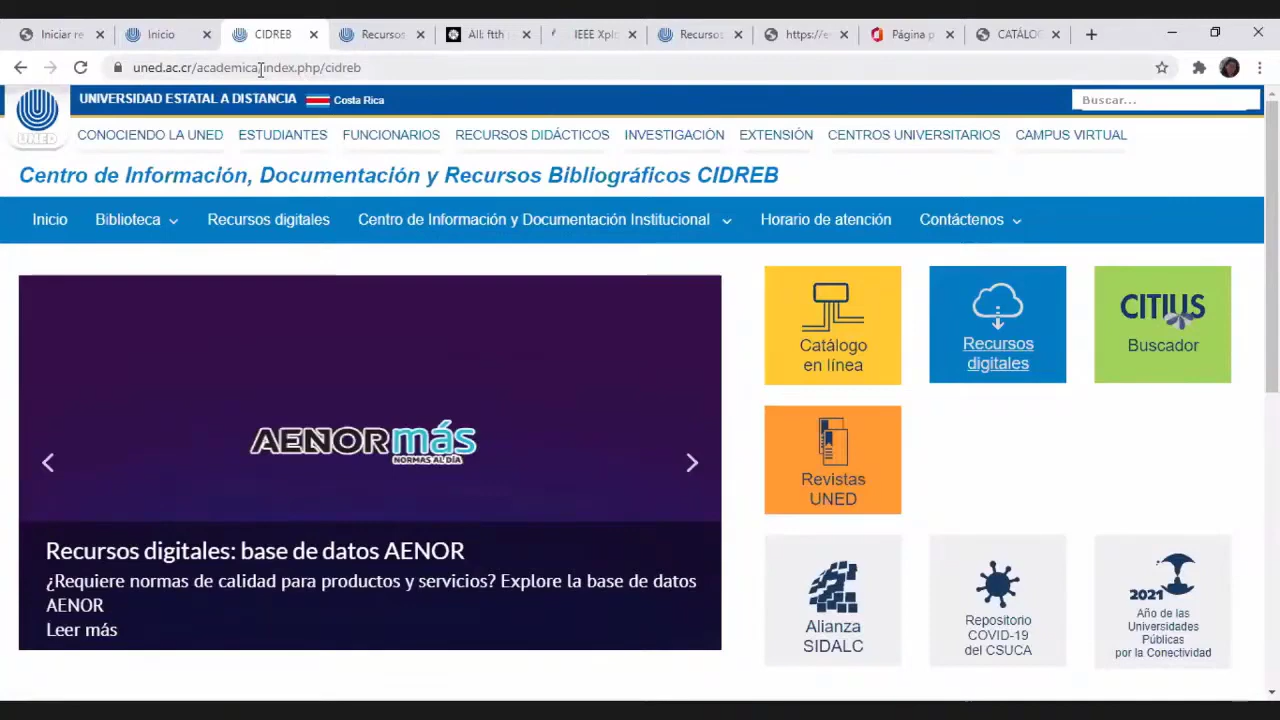 Iniciar re
Inicio
CIDREB
Recursos
All: ftth
IEEE Xplo
Recursos
https://e
Página p
CATÁLO
uned.ac.cr/academica/index.php/cidreb
UNED
UNIVERSIDAD ESTATAL A DISTANCIA
Costa Rica
Buscar...
CONOCIENDO LA UNED
ESTUDIANTES
FUNCIONARIOS
RECURSOS DIDÁCTICOS
INVESTIGACIÓN
EXTENSIÓN
CENTROS UNIVERSITARIOS
CAMPUS VIRTUAL
Centro de Información, Documentación y Recursos Bibliográficos CIDREB
Inicio
Biblioteca
Recursos digitales
Centro de Información y Documentación Institucional
Horario de atención
Contáctenos
AENORmás
NORMAS AL DÍA
Recursos digitales: base de datos AENOR
¿Requiere normas de calidad para productos y servicios? Explore la base de datos
AENOR
Leer más
Catálogo
en línea
Recursos
digitales
CITIUS
Buscador
Revistas
UNED
Alianza
SIDALC
Repositorio
COVID-19
del CSUCA
2021
Año de las
Universidades
Públicas
por la Conectividad